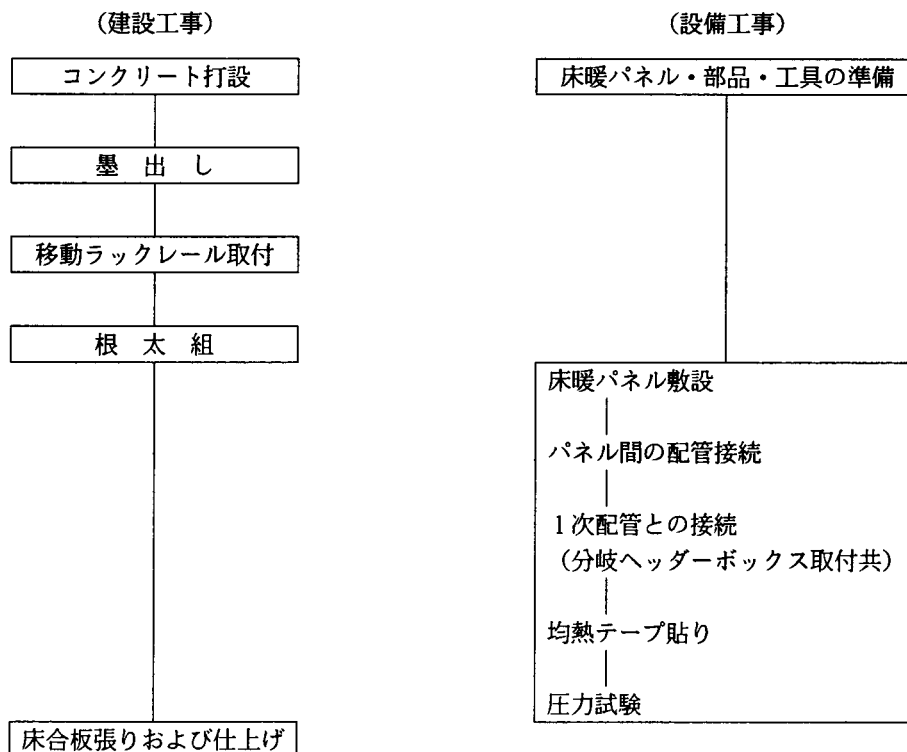 (建設工事)
コンクリート打設
墨出し
移動ラックレール取付
根太組
床合板張りおよび仕上げ
(設備工事)
床暖パネル・部品・工具の準備
床暖パネル敷設
パネル間の配管接続
1次配管との接続
(分岐ヘッダーボックス取付共)
均熱テープ貼り
圧力試験